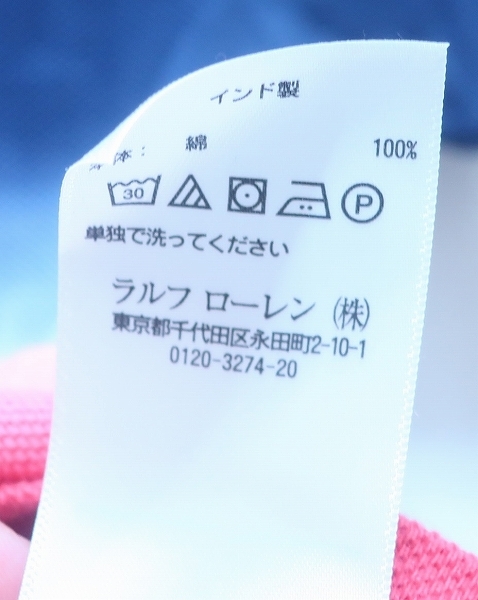 インド製
体： 綿 100%
30
P
単独で洗ってください
ラルフ ローレン （株）
東京都千代田区永田町2-10-1
0120-3274-20